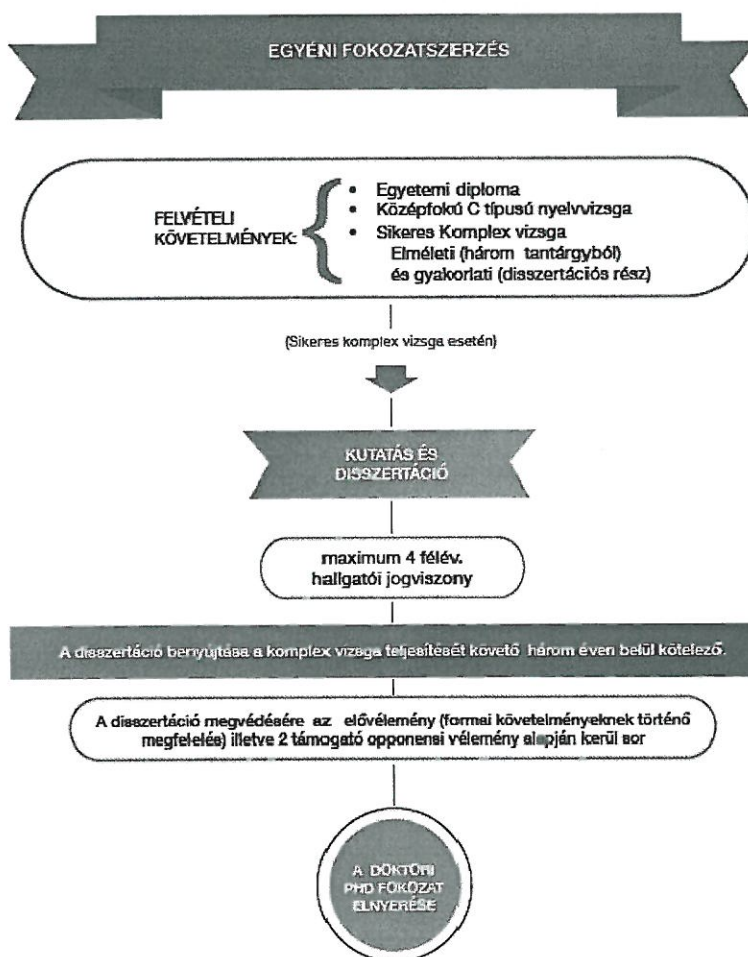 EGYÉNI FOKOZATSZERZÉS
FELVÉTELI
KÖVETELMÉNYEK:
• Egyetemi diploma
• Középfokú C típusú nyelvvizsga
• Sikeres Komplex vizsga
Elméleti (három tantárgyból)
és gyakorlati (disszertációs rész)
(Sikeres komplex vizsga esetén)
KUTATÁS ÉS
DISSZERTÁCIÓ
maximum 4 félév.
hallgatói jogviszony
A disszertáció benyújtása a komplex vizsga teljesítését követő három éven belül kötelező.
A disszertáció megvédésére az elővélemény (formai követelményeknek történő
megfelelés) illetve 2 támogató opponensi vélemény alapján kerül sor
A DOKTORI
PHD FOKOZAT
ELNYERÉSE